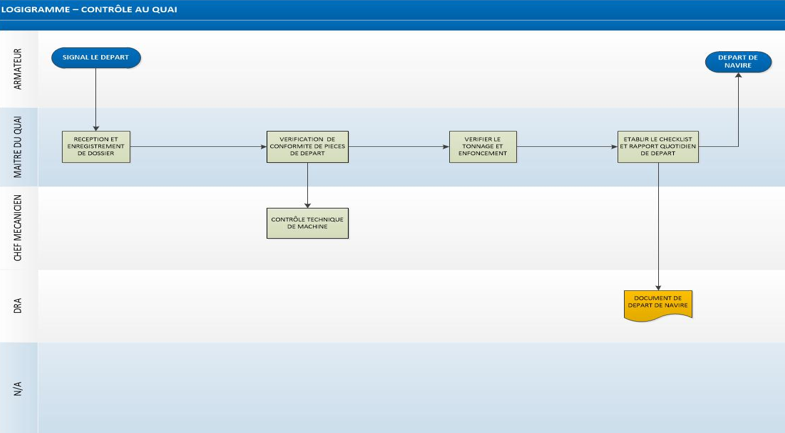 LOGIGRAMME – CONTRÔLE AU QUAI
ARMATEUR
SIGNAL LE DEPART
DEPART DE
NAVIRE
MAITRE DU QUAI
RECEPTION ET
ENREGISTREMENT
DE DOSSIER
VERIFICATION DE
CONFORMITE DE PIECES
DE DEPART
VERIFIER LE
TONNAGE ET
ENFONCEMENT
ETABLIR LE CHECKLIST
ET RAPPORT QUOTIDIEN
DE DEPART
CHEF MECANICIEN
CONTRÔLE TECHNIQUE
DE MACHINE
DRA
DOCUMENT DE
DEPART DE NAVIRE
N/A